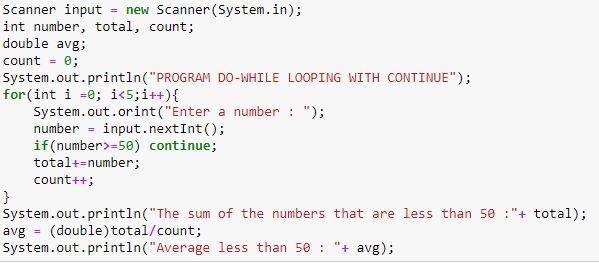 Scanner input = new Scanner(System.in);
int number, total, count;
double avg;
count = 0;
System.out.println("PROGRAM DO-WHILE LOOPING WITH CONTINUE");
for(int i =0; i<5;i++){
    System.out.orint("Enter a number : ");
    number = input.nextInt();
    if(number>=50) continue;
    total+=number;
    count++;
}
System.out.println("The sum of the numbers that are less than 50 :"+ total);
avg = (double)total/count;
System.out.println("Average less than 50 : "+ avg);